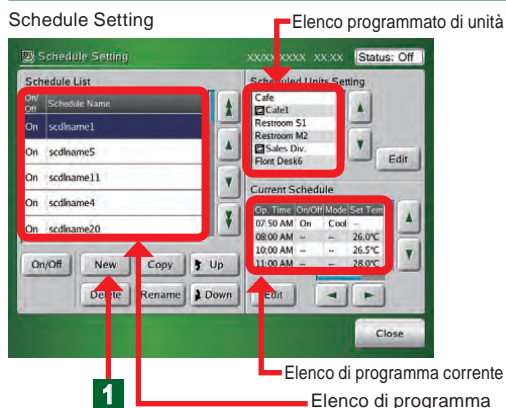 Schedule Setting
Elenco programmato di unità
Schedule Setting
XX/XX XXXX XX:XX
Status: Off
Schedule List
On/Off Schedule Name
On scdlname1
On scdlname5
On scdlname11
On scdlname4
On scdlname20
On/Off
New
Copy
Up
Delete
Rename
Down
Scheduled Units Setting
Cafe
Cafe1
Restroom S1
Restroom M2
Sales Div.
Flont Desk6
Edit
Current Schedule
Op. Time On/Off Mode Set Tem
07:50 AM On Cool --
08:00 AM -- -- 26.0°C
10:00 AM -- -- 26.5°C
11:00 AM -- -- 28.0°C
Edit
Close
1
Elenco di programma corrente
Elenco di programma